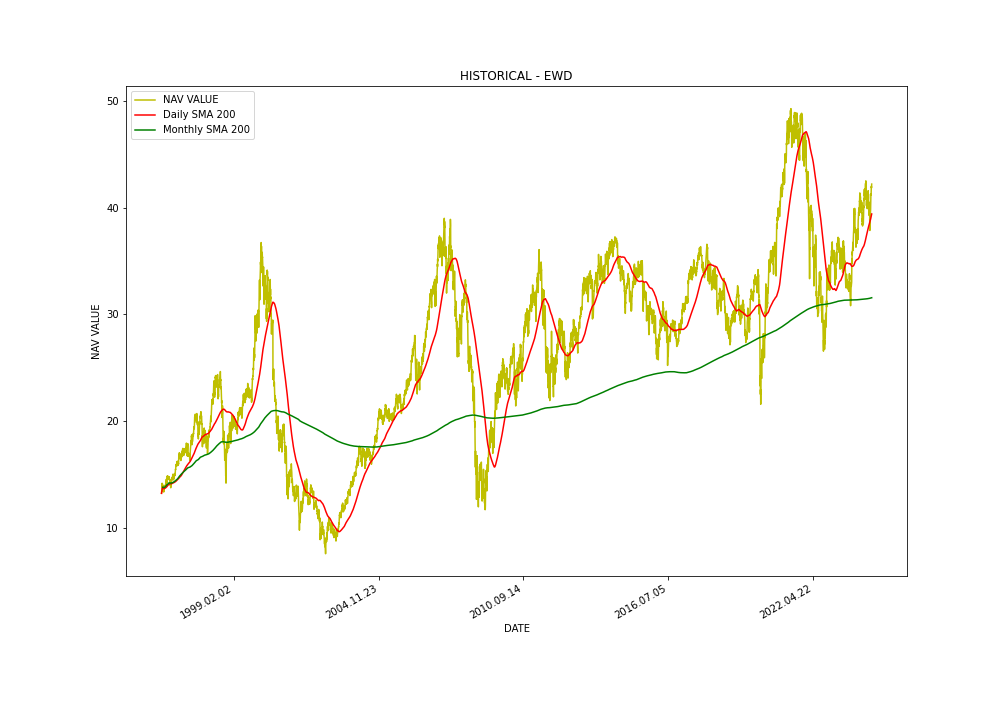 HISTORICAL - EWD
NAV VALUE
Daily SMA 200
Monthly SMA 200
50
40
30
20
10
NAV VALUE
1999.02.02
2004.11.23
2010.09.14
2016.07.05
2022.04.22
DATE